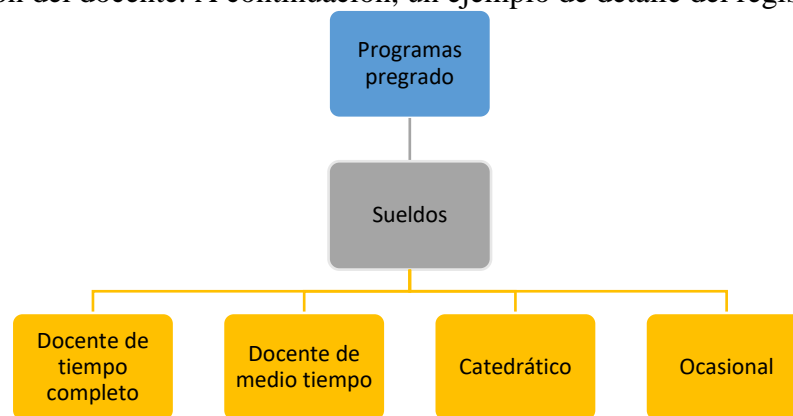 del docente. A continuación, un ejemplo de detalle del
Programas
pregrado
Sueldos
Docente de
tiempo
completo
Docente de
medio tiempo
Catedrático
Ocasional